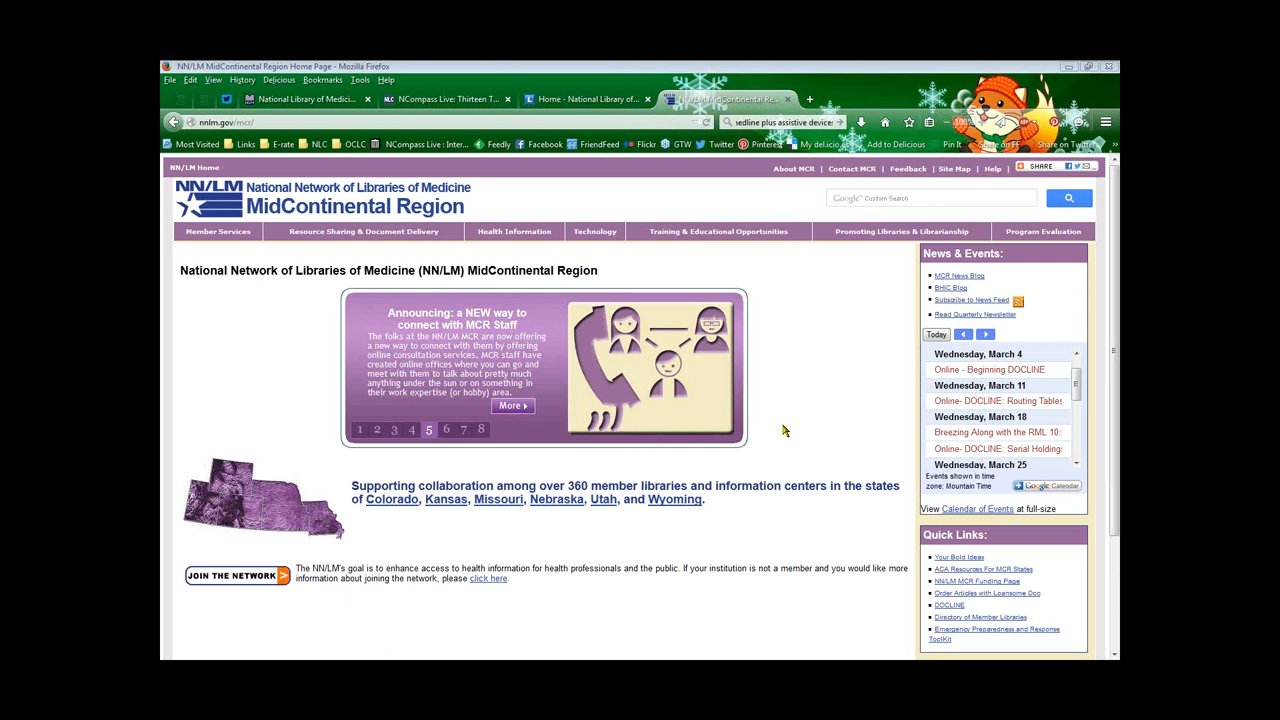 NN/LM MidContinental Region Home Page - Mozilla Firefox
File Edit View History Delicious Bookmarks Tools Help
National Library of Medici...
NCompass Live: Thirteen T...
Home - National Library of...
NN/LM MidContinental Re...
nnlm.gov/mcr/
edline plus assistive devices
Most Visited Links E-rate NLC OCLC NCompass Live : Inter... Feedly Facebook FriendFeed Flickr GTW Twitter Pinterest My del.icio.us Add to Delicious Pin It Share on FF Share on Twitter
NN/LM Home
About MCR | Contact MCR | Feedback | Site Map | Help | SHARE
NN/LM
National Network of Libraries of Medicine
MidContinental Region
Google Custom Search
Member Services Resource Sharing & Document Delivery Health Information Technology Training & Educational Opportunities Promoting Libraries & Librarianship Program Evaluation
National Network of Libraries of Medicine (NN/LM) MidContinental Region
Announcing: a NEW way to
connect with MCR Staff
The folks at the NN/LM MCR are now offering
a new way to connect with them by offering
online consultation services. MCR staff have
created online offices where you can go and
meet with them to talk about pretty much
anything under the sun or on something in
their work expertise (or hobby) area.
More
1 2 3 4 5 6 7 8
Supporting collaboration among over 360 member libraries and information centers in the states
of Colorado, Kansas, Missouri, Nebraska, Utah, and Wyoming.
JOIN THE NETWORK
The NN/LM's goal is to enhance access to health information for health professionals and the public. If your institution is not a member and you would like more
information about joining the network, please click here.
News & Events:
MCR News Blog
BHIC Blog
Subscribe to News Feed
Read Quarterly Newsletter
Today
Wednesday, March 4
Online - Beginning DOCLINE
Wednesday, March 11
Online- DOCLINE: Routing Tables
Wednesday, March 18
Breezing Along with the RML 10:
Online- DOCLINE: Serial Holdings
Wednesday, March 25
Events shown in time
zone: Mountain Time
Google Calendar
View Calendar of Events at full-size
Quick Links:
Your Bold Ideas
ACA Resources For MCR States
NN/LM MCR Funding Page
Order Articles with Loansome Doc
DOCLINE
Directory of Member Libraries
Emergency Preparedness and Response
ToolKit